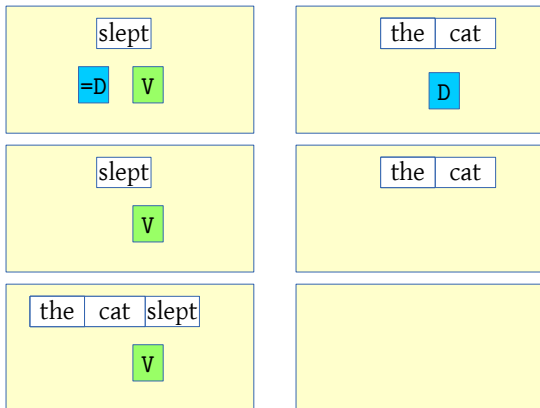 slept the cat
=D V D
slept the cat
V
the cat slept
V